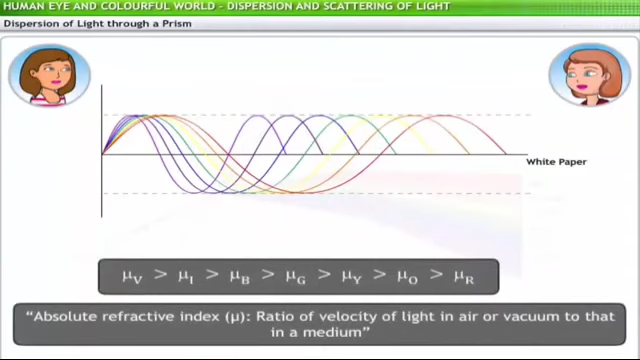 HUMAN EYE AND COLOURFUL WORLD – DISPERSION AND SCATTERING OF LIGHT
Dispersion of Light through a Prism
White Paper
μV > μI > μB > μG > μY > μO > μR
“Absolute refractive index (μ): Ratio of velocity of light in air or vacuum to that
in a medium”